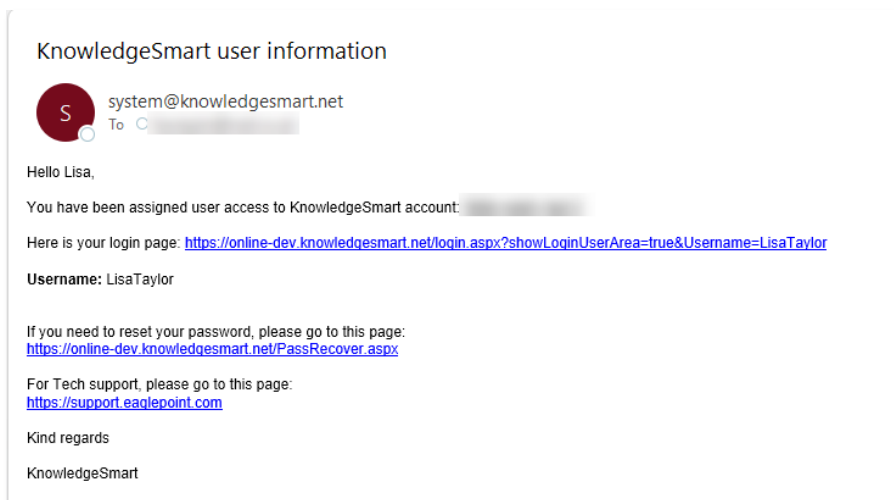 KnowledgeSmart user information
S
system@knowledgesmart.net
To
Hello Lisa,
You have been assigned user access to KnowledgeSmart account:
Here is your login page: https://online-dev.knowledgesmart.net/login.aspx?showLoginUserArea=true&Username=LisaTaylor
Username: LisaTaylor
If you need to reset your password, please go to this page:
https://online-dev.knowledgesmart.net/PassRecover.aspx
For Tech support, please go to this page:
https://support.eaglepoint.com
Kind regards
KnowledgeSmart